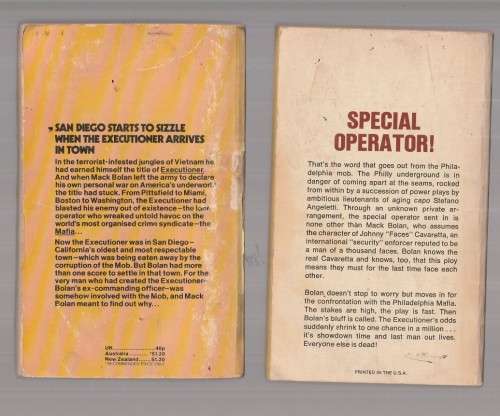 SAN DIEGO STARTS TO SIZZLE
WHEN THE EXECUTIONER ARRIVES
IN TOWN
In the terrorist-infested jungles of Vietnam he
had earned himself the title of Executioner.
And when Mack Bolan left the army to declare
his own personal war on America's underworld
the title had stuck. From Pittsfield to Miami,
Boston to Washington, the Executioner had
blasted his enemy out of existence - the lone
operator who wreaked untold havoc on the
world's most organised crime syndicate - the
Mafia...
Now the Executioner was in San Diego -
California's oldest and most respectable
town - which was being eaten away by the
corruption of the Mob. But Bolan had more
than one score to settle in that town. For the
very man who had created the Executioner -
Bolan's ex-commanding officer - was
somehow involved with the Mob, and Mack
Bolan meant to find out why...
UK 40p
Australia $1.20
New Zealand $1.20
SPECIAL
OPERATOR!
That's the word that goes out from the Phila-
delphia mob. The Philly underground is in
danger of coming apart at the seams, rocked
from within by a succession of power plays by
ambitious lieutenants of aging capo Stefano
Angeletti. Through an unknown private ar-
rangement, the special operator sent in is
none other than Mack Bolan, who assumes
the character of Johnny "Faces" Cavaretta, an
international "security" enforcer reputed to be
a man of a thousand faces. Bolan knows the
real Cavaretta and knows, too, that this ploy
means they must for the last time face each
other.
Bolan doesn't stop to worry but moves in for
the confrontation with the Philadelphia Mafia.
The stakes are high, the play is fast. Then
Bolan's bluff is called. The Executioner's odds
suddenly shrink to one chance in a million ...
it's showdown time and last man out lives.
Everyone else is dead!
PRINTED IN THE U.S.A.